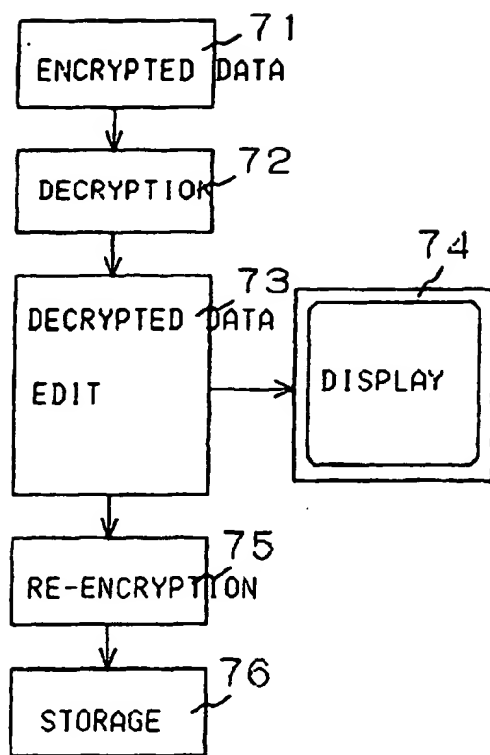 71
ENCRYPTED DATA
72
DECRYPTION
73
DECRYPTED DATA
EDIT
74
DISPLAY
75
RE-ENCRYPTION
76
STORAGE